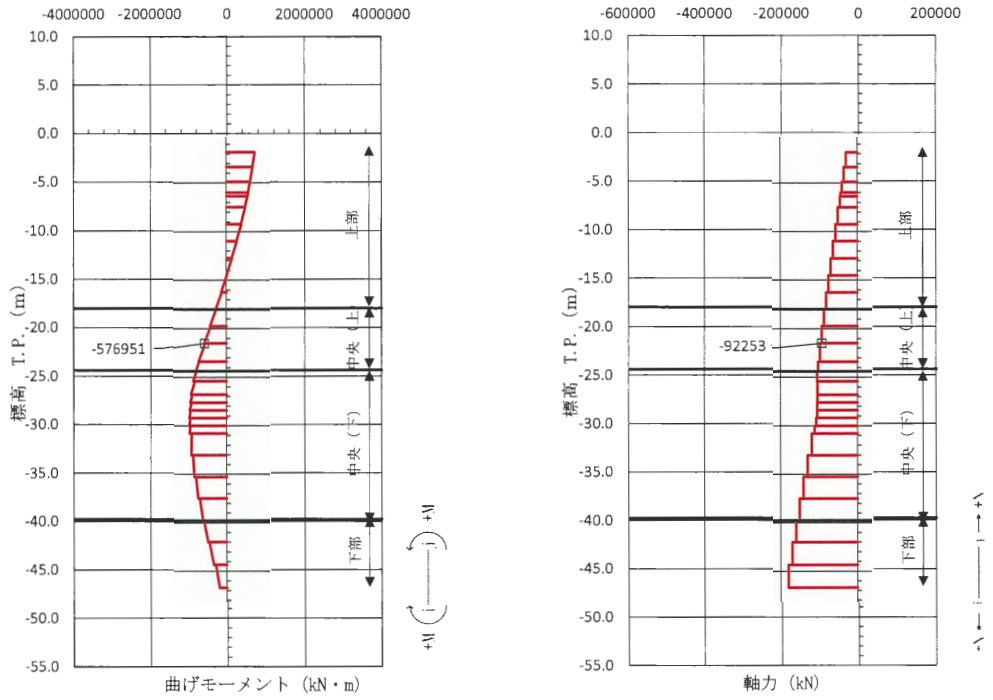 -4000000 -2000000 0 2000000 4000000
10.0
5.0
0.0
-5.0
-10.0
-15.0
-20.0
-25.0
-30.0
-35.0
-40.0
-45.0
-50.0
-55.0
標高 T.P. (m)
-576951
上部
中央 (上)
中央 (下)
下部
曲げモーメント (kN・m)
+M
i
j
+M
-600000 -400000 -200000 0 200000
10.0
5.0
0.0
-5.0
-10.0
-15.0
-20.0
-25.0
-30.0
-35.0
-40.0
-45.0
-50.0
-55.0
標高 T.P. (m)
-92253
上部
中央 (上)
中央 (下)
下部
軸力 (kN)
i